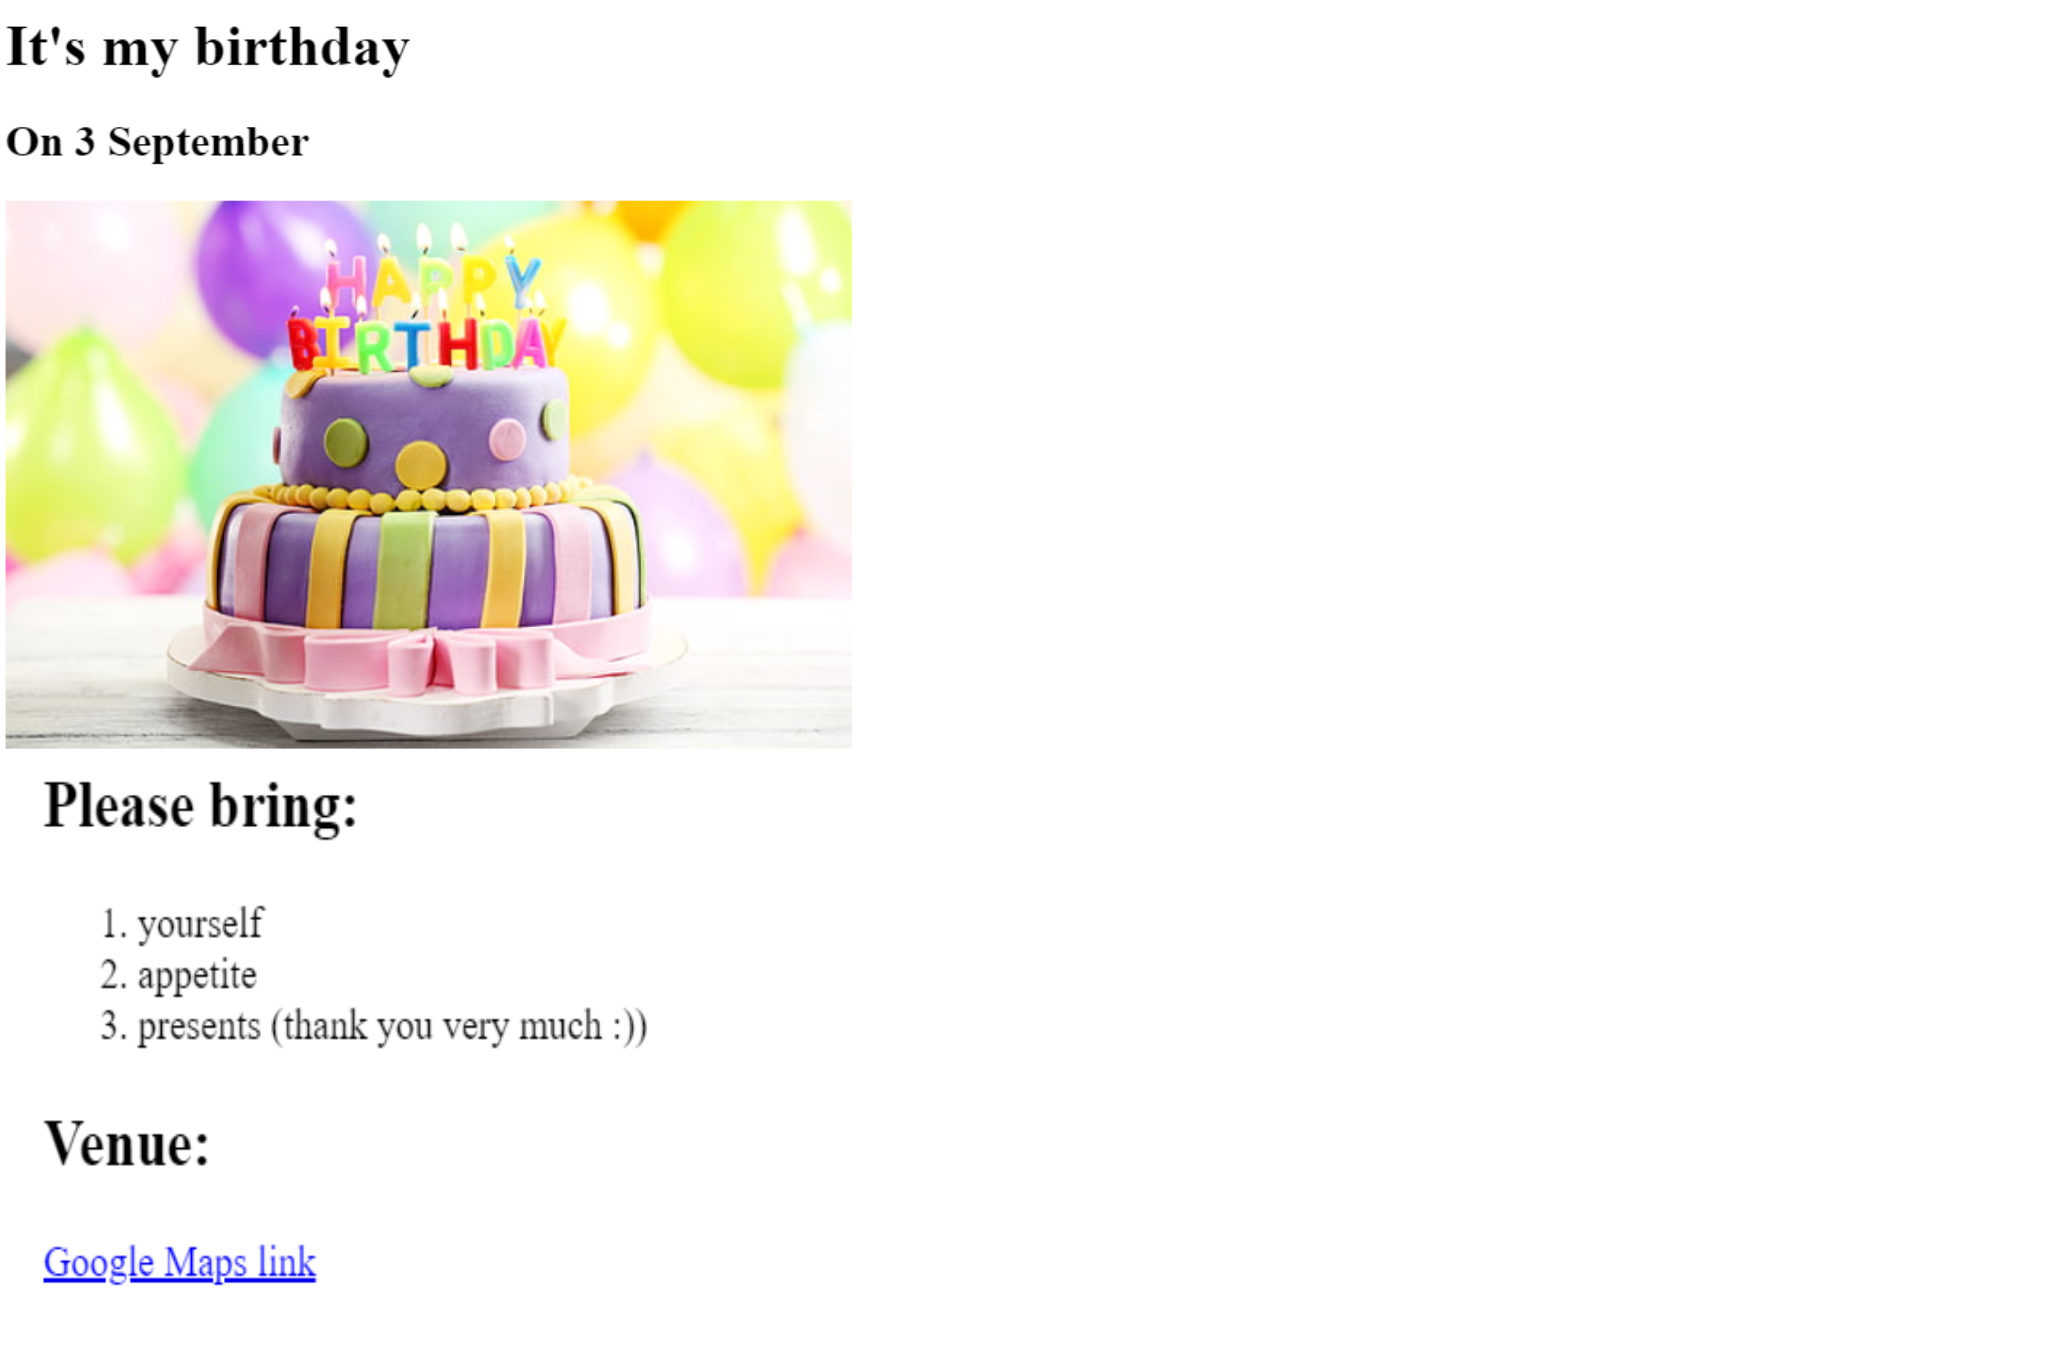 It's my birthday
On 3 September
HAPPY
BIRTHDAY
Please bring:
1. yourself
2. appetite
3. presents (thank you very much :))
Venue:
Google Maps link